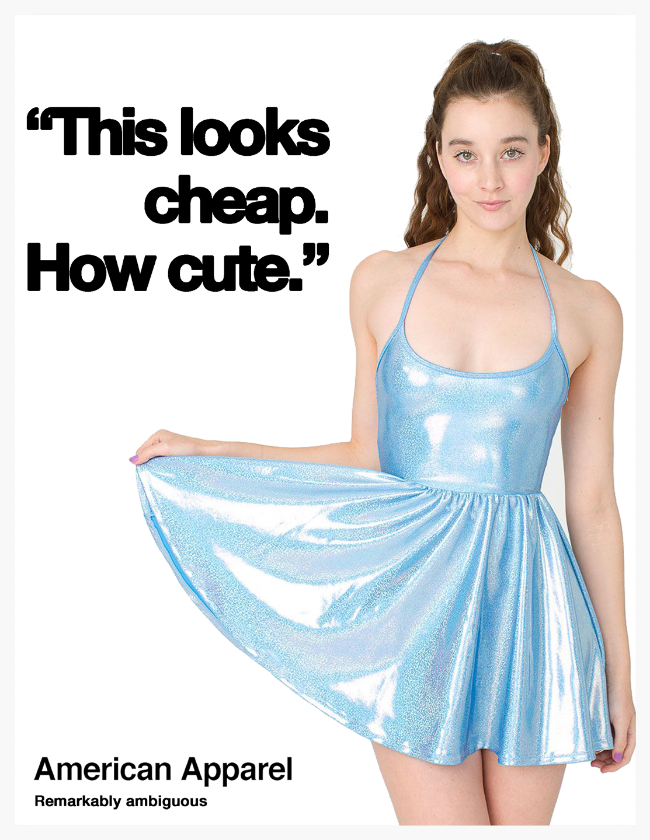 “This looks
cheap.
How cute.”
American Apparel
Remarkably ambiguous